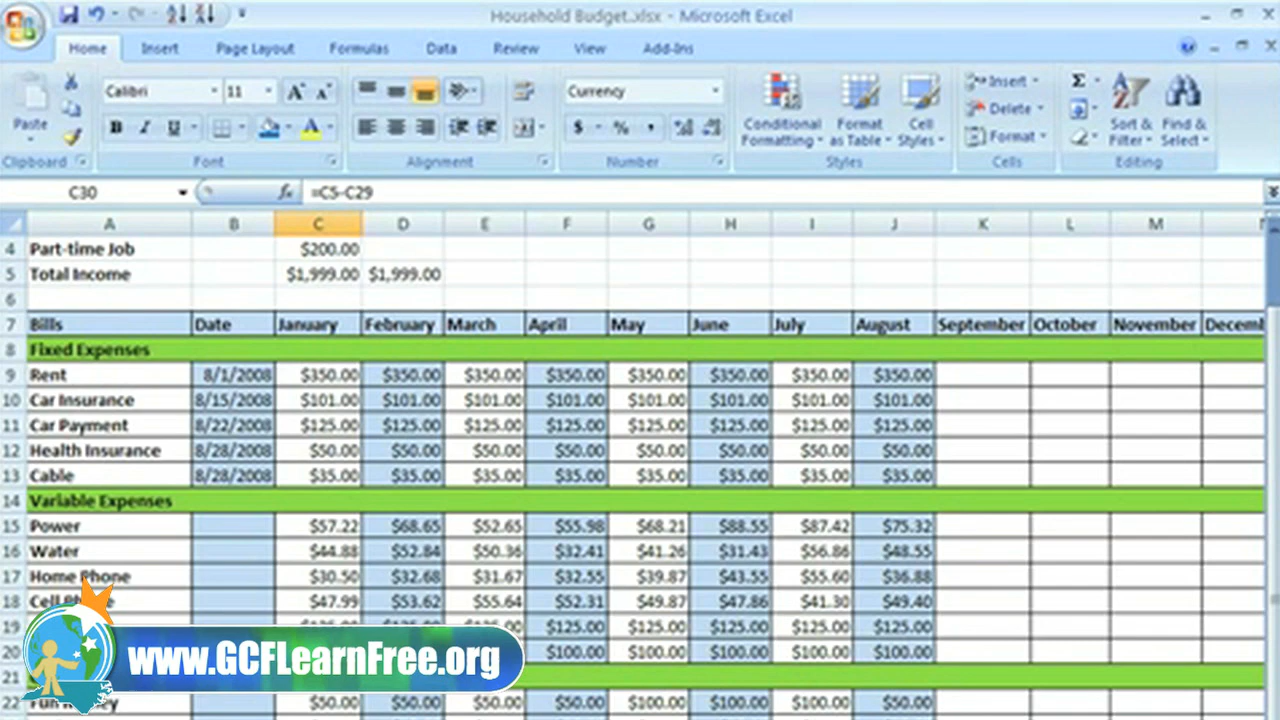 Household Budget.xlsx - Microsoft Excel
Home Insert Page Layout Formulas Data Review View Add-Ins
Paste
Calibri 11
Currency
B I U
$ % ,
Conditional Formatting
Format as Table
Cell Styles
Insert
Delete
Format
Σ
Sort & Filter
Find & Select
Clipboard Font Alignment Number Styles Cells Editing
C30 fx =C5-C29
A B C D E F G H I J K L M
4 Part-time Job $200.00
5 Total Income $1,999.00 $1,999.00
6
7 Bills Date January February March April May June July August September October November Decem
8 Fixed Expenses
9 Rent 8/1/2008 $350.00 $350.00 $350.00 $350.00 $350.00 $350.00 $350.00 $350.00
10 Car Insurance 8/15/2008 $101.00 $101.00 $101.00 $101.00 $101.00 $101.00 $101.00 $101.00
11 Car Payment 8/22/2008 $125.00 $125.00 $125.00 $125.00 $125.00 $125.00 $125.00 $125.00
12 Health Insurance 8/28/2008 $50.00 $50.00 $50.00 $50.00 $50.00 $50.00 $50.00 $50.00
13 Cable 8/28/2008 $35.00 $35.00 $35.00 $35.00 $35.00 $35.00 $35.00 $35.00
14 Variable Expenses
15 Power $57.22 $68.65 $52.65 $55.98 $68.21 $88.55 $87.42 $75.32
16 Water $44.88 $52.84 $50.36 $32.41 $41.26 $31.43 $56.86 $48.55
17 Home Phone $30.50 $32.68 $31.67 $32.55 $39.87 $43.55 $55.60 $36.88
18 Cell $47.99 $53.62 $55.64 $52.31 $49.87 $47.86 $41.30 $49.40
19 $125.00 $125.00 $125.00 $125.00 $125.00
20 $100.00 $100.00 $100.00 $100.00 $100.00
21
22 $50.00 $50.00 $50.00 $50.00 $100.00 $100.00 $100.00 $50.00
www.GCFLearnFree.org